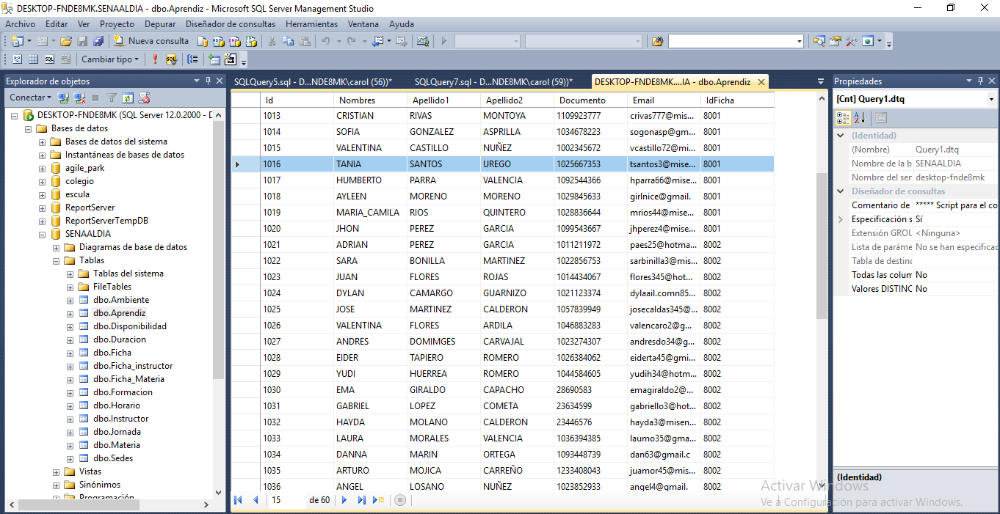 DESKTOP-FNDE8MK.SENAALDIA - dbo.Aprendiz - Microsoft SQL Server Management Studio
Archivo Editar Ver Proyecto Depurar Diseñador de consultas Herramientas Ventana Ayuda
Nueva consulta
Cambiar tipo
Explorador de objetos
Conectar
DESKTOP-FNDE8MK (SQL Server 12.0.2000 - D
Bases de datos
Bases de datos del sistema
Instantáneas de bases de datos
agile_park
colegio
escula
ReportServer
ReportServerTempDB
SENAALDIA
Diagramas de base de datos
Tablas
Tablas del sistema
FileTables
dbo.Ambiente
dbo.Aprendiz
dbo.Disponibilidad
dbo.Duracion
dbo.Ficha
dbo.Ficha_instructor
dbo.Ficha_Materia
dbo.Formacion
dbo.Horario
dbo.Instructor
dbo.Jornada
dbo.Materia
dbo.Sedes
Vistas
Sinónimos
Programación
SQLQuery5.sql - D...NDE8MK\carol (56))* SQLQuery7.sql - D...NDE8MK\carol (59))* DESKTOP-FNDE8MK....IA - dbo.Aprendiz
Id Nombres Apellido1 Apellido2 Documento Email IdFicha
1013 CRISTIAN RIVAS MONTOYA 1109923777 crivas777@mis... 8001
1014 SOFIA GONZALEZ ASPRILLA 1034678223 sogonasp@gm... 8001
1015 VALENTINA CASTILLO NUÑEZ 1002345672 vcastillo72@mi... 8001
1016 TANIA SANTOS UREGO 1025667353 tsantos3@mise... 8001
1017 HUMBERTO PARRA VALENCIA 1092544366 hparra66@mise... 8001
1018 AYLEEN MORENO MORENO 1029845633 girlnice@gmail. 8001
1019 MARIA_CAMILA RIOS QUINTERO 1028836644 mrios44@mise... 8001
1020 JHON PEREZ GARCIA 1099543667 jhperez4@mise... 8001
1021 ADRIAN PEREZ GARCIA 1011211972 paes25@hotma... 8002
1022 SARA BONILLA MARTINEZ 1022856753 sarbinilla3@mis... 8002
1023 JUAN FLORES ROJAS 1014434067 flores345@hot... 8002
1024 DYLAN CAMARGO GUARNIZO 1021123374 dylaail.comn85... 8002
1025 JOSE MARTINEZ CALDERON 1057839949 josecaldas345@... 8002
1026 VALENTINA FLORES ARDILA 1046883283 valencaro2@g... 8002
1027 ANDRES DOMIMGES CARVAJAL 1023274307 andresdo34@g... 8002
1028 EIDER TAPIERO ROMERO 1026384062 eiderta45@gmi... 8002
1029 YUDI HUERREA ROMERO 1044584605 yudih34@hotm... 8002
1030 EMA GIRALDO CAPACHO 28690583 emagiraldo2@... 8002
1031 GABRIEL LOPEZ COMETA 23634599 gabriello3@hot... 8002
1032 HAYDA MOLANO CALDERON 23446576 hayda3@misen... 8002
1033 LAURA MORALES VALENCIA 1036394385 laumo35@gma... 8002
1034 DANNA MARIN ORTEGA 1093448739 dan63@gmail.c 8002
1035 ARTURO MOJICA CARREÑO 1233408043 juamor45@mis... 8002
1036 ANGEL LOSANO NUÑEZ 1023852933 angel4@gmail. 8002
15 de 60
Propiedades
[Cnt] Query1.dtq
(Identidad)
(Nombre) Query1.dtq
Nombre de la b SENAALDIA
Nombre del ser desktop-fnde8mk
Diseñador de consultas
Comentario de ***** Script para el co
Especificación s Sí
Extensión GROU <Ninguna>
Lista de paráme No se han especificad
Tabla de destino
Todas las colum No
Valores DISTINC No
(Identidad)
Activar Windows
Ve a Configuración para activar Windows.